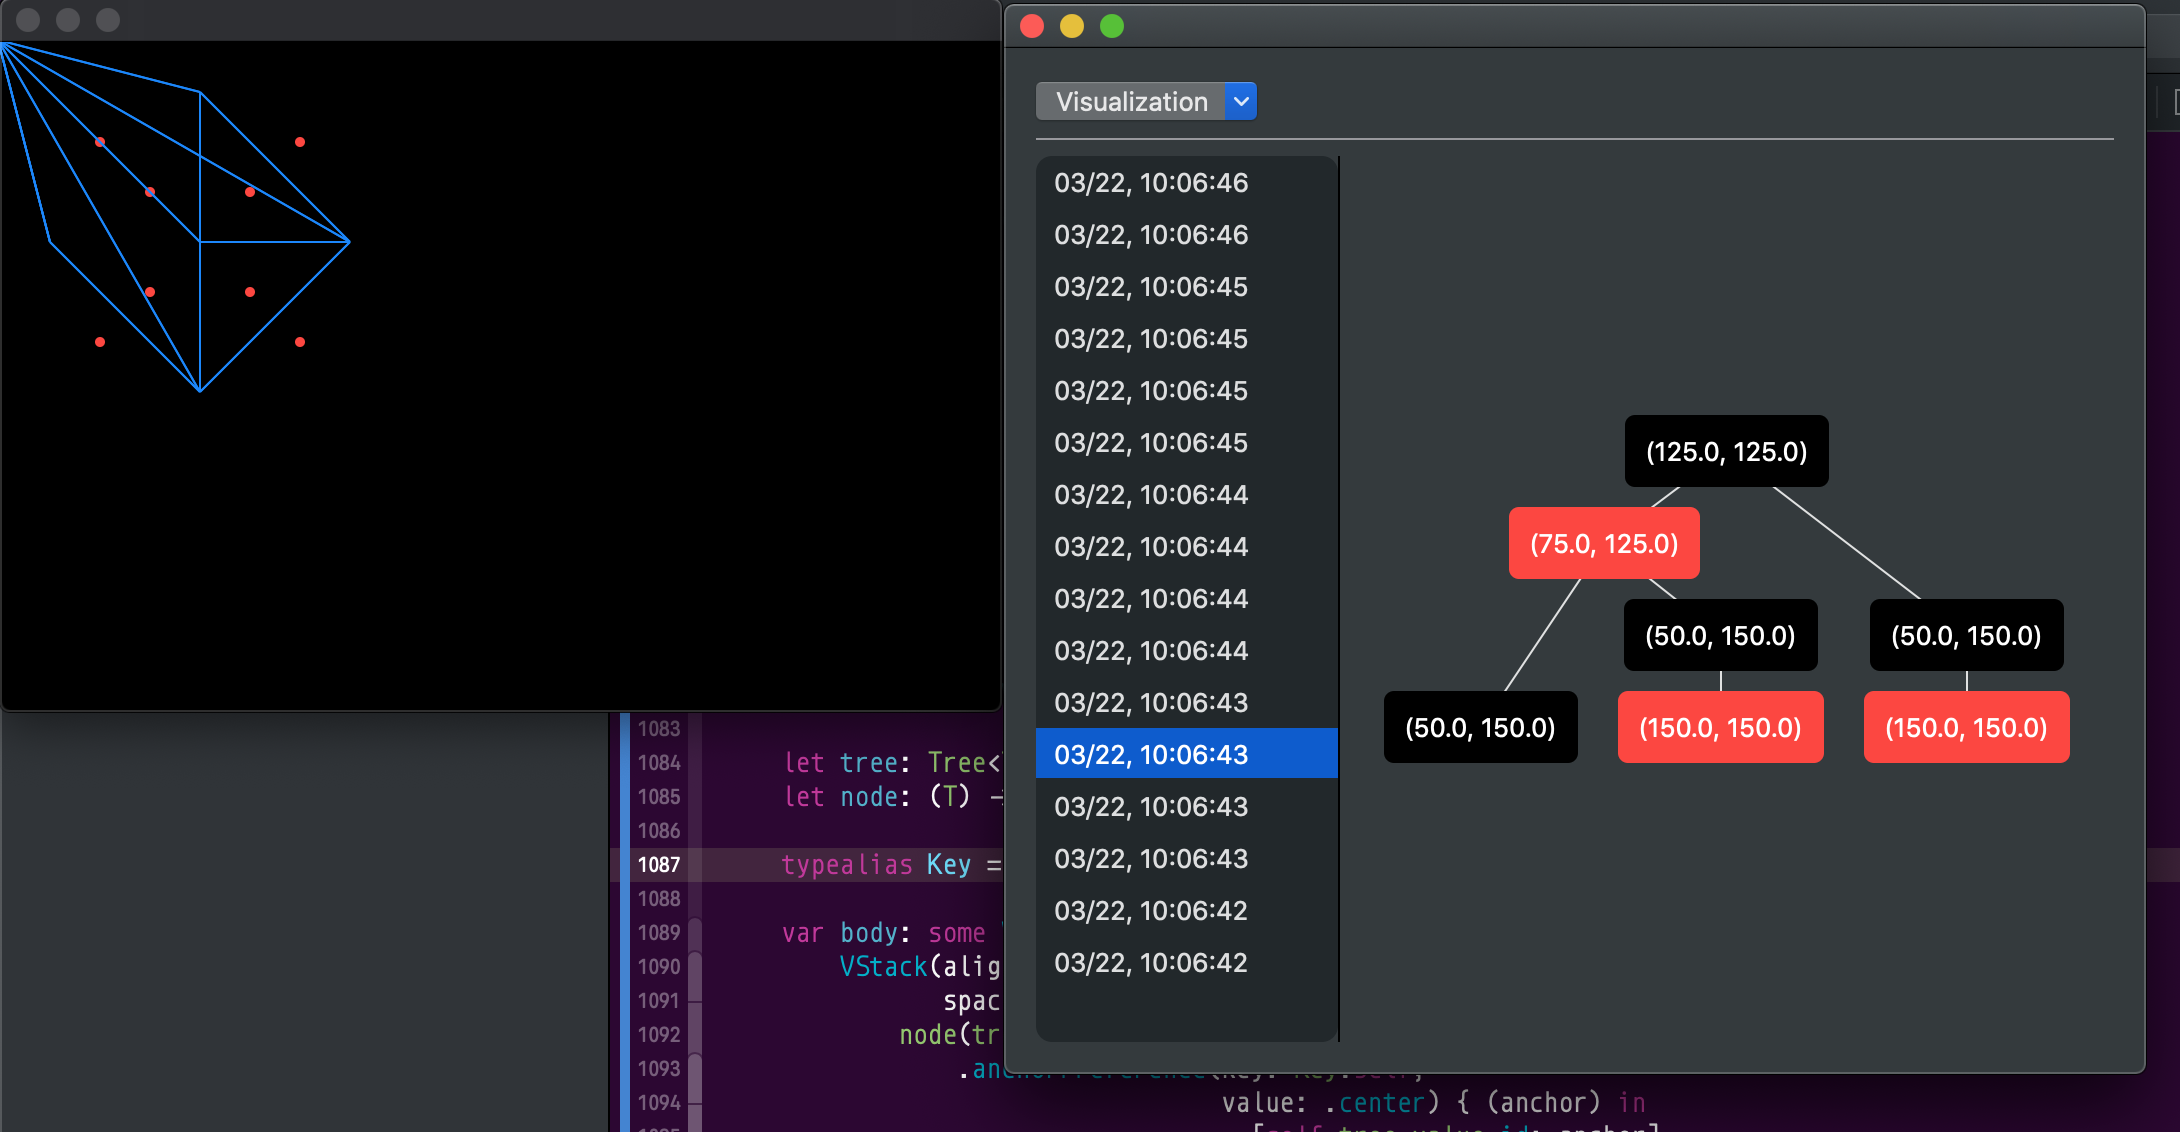 Visualization
03/22, 10:06:46
03/22, 10:06:46
03/22, 10:06:45
03/22, 10:06:45
03/22, 10:06:45
03/22, 10:06:45
03/22, 10:06:44
03/22, 10:06:44
03/22, 10:06:44
03/22, 10:06:44
03/22, 10:06:43
03/22, 10:06:43
03/22, 10:06:43
03/22, 10:06:43
03/22, 10:06:42
03/22, 10:06:42
(125.0, 125.0)
(75.0, 125.0)
(50.0, 150.0) (50.0, 150.0)
(50.0, 150.0) (150.0, 150.0) (150.0, 150.0)
1083
1084 let tree: Tree<
1085 let node: (T)
1086
1087 typealias Key =
1088
1089 var body: some
1090 VStack(alig
1091 spac
1092 node(tr
1093
1094 value: .center) { (anchor) in